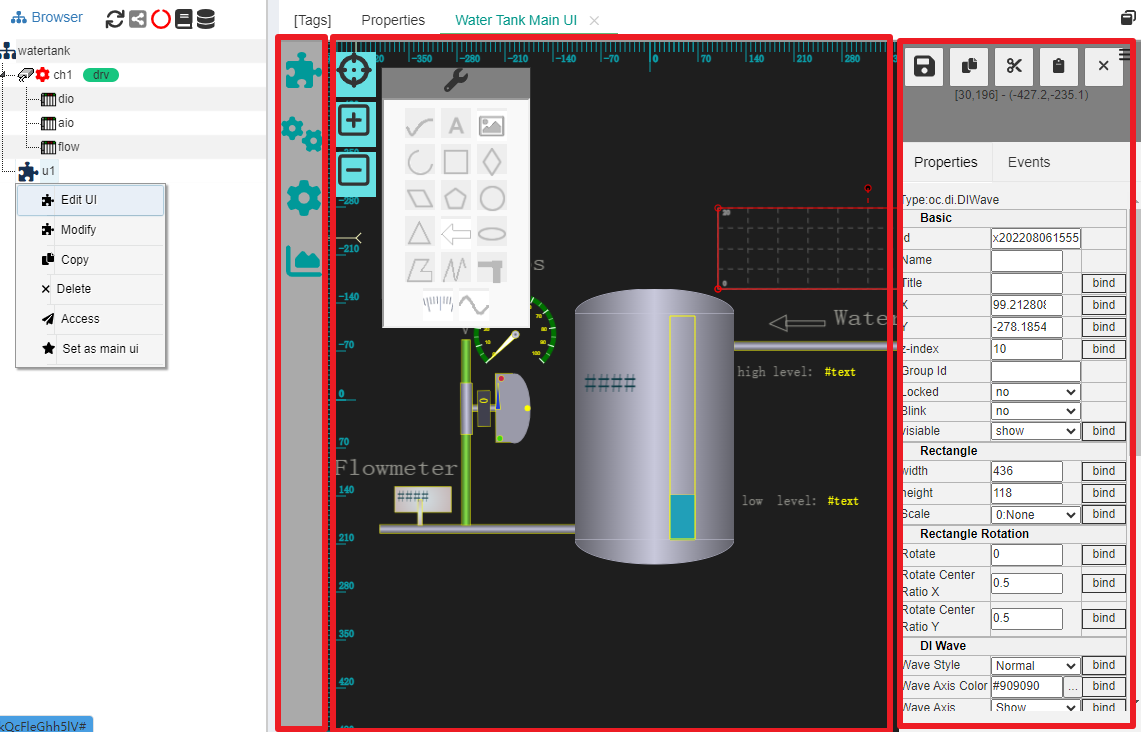 Browser
[Tags] Properties Water Tank Main UI
watertank
ch1 drv
dio
aio
flow
u1
Edit UI
Modify
Copy
Delete
Access
Set as main ui
-350 -280 -210 -140 -70 0 70 140 210 280
-280
-210
-140
-70
0
70
140
210
280
350
420
A
s
Water
high level: #text
####
0
Flowmeter
####
low level: #text
[30,196] - (-427.2,-235.1)
Properties Events
Type:oc.di.DIWave
Basic
id x202208061555
Name
Title bind
X 99.212808 bind
Y -278.1854 bind
z-index 10 bind
Group Id
Locked no
Blink no
visiable show bind
Rectangle
width 436 bind
height 118 bind
Scale 0:None bind
Rectangle Rotation
Rotate 0 bind
Rotate Center
Ratio X 0.5 bind
Rotate Center
Ratio Y 0.5 bind
DI Wave
Wave Style Normal bind
Wave Axis Color #909090 ... bind
Wave Axis Show bind